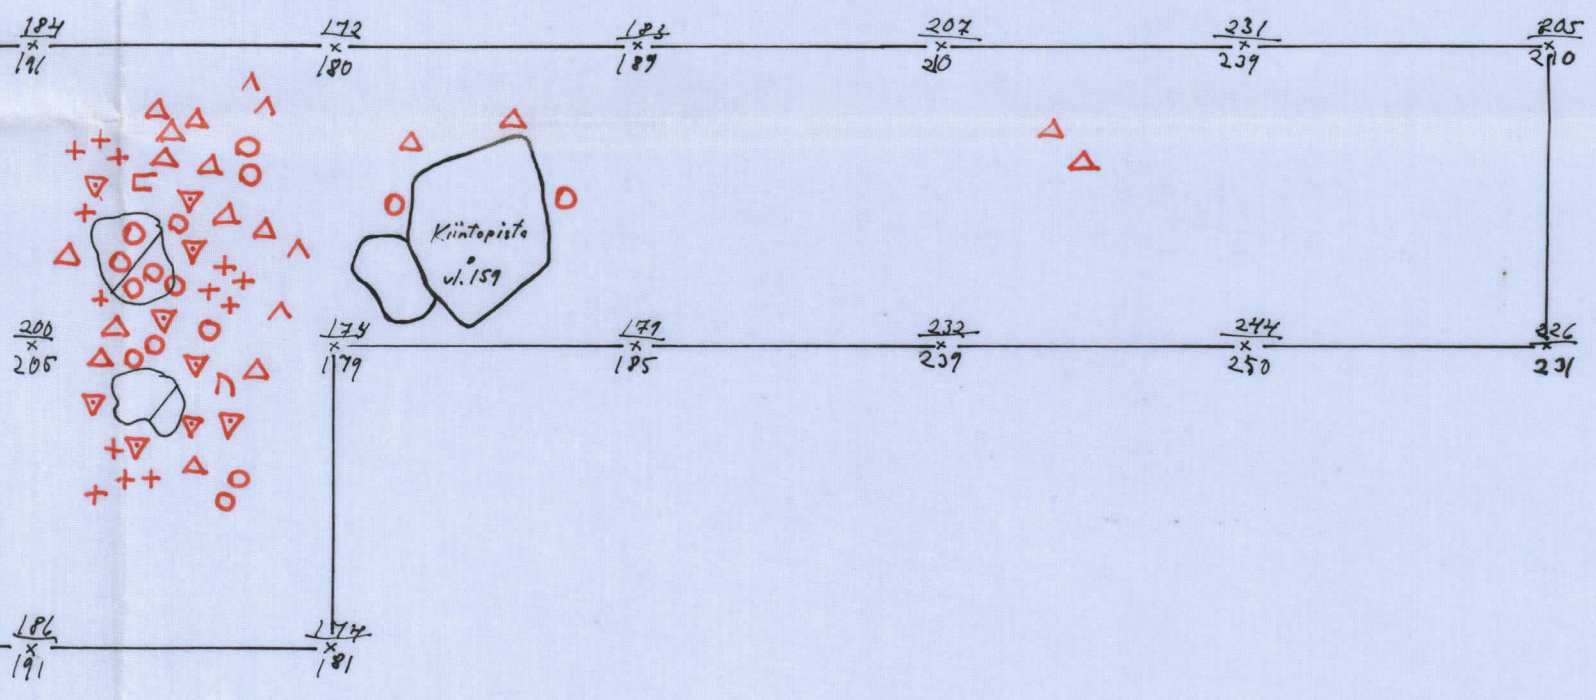 184 172 183 207 231 205
191 180 189 210 239 210
Kiintopiste
vl. 159
200 174 179 232 244 226
205 179 185 239 250 231
186 177
191 181